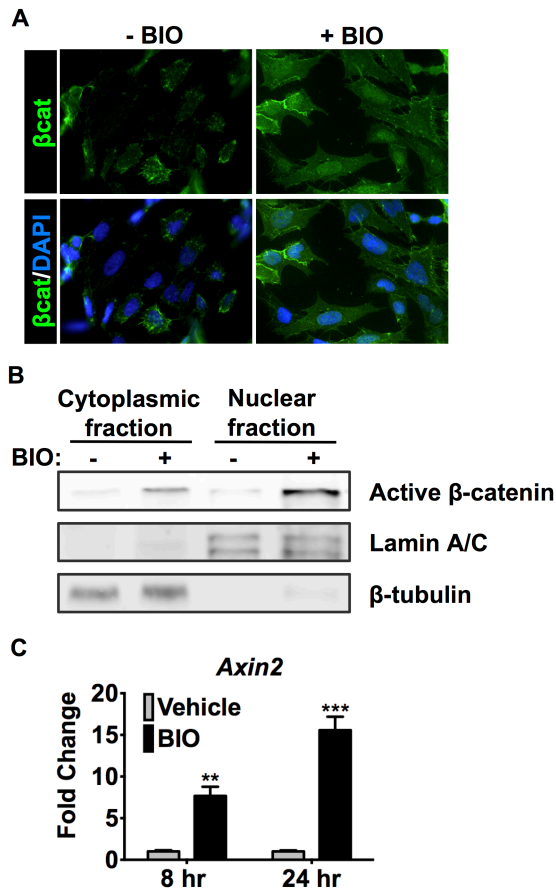 A
- BIO
+ BIO
βcat
βcat/DAPI
B
Cytoplasmic fraction
Nuclear fraction
BIO: - + - +
Active β-catenin
Lamin A/C
β-tubulin
C
Axin2
Fold Change
20
15
10
5
0
Vehicle
BIO
**
***
8 hr
24 hr